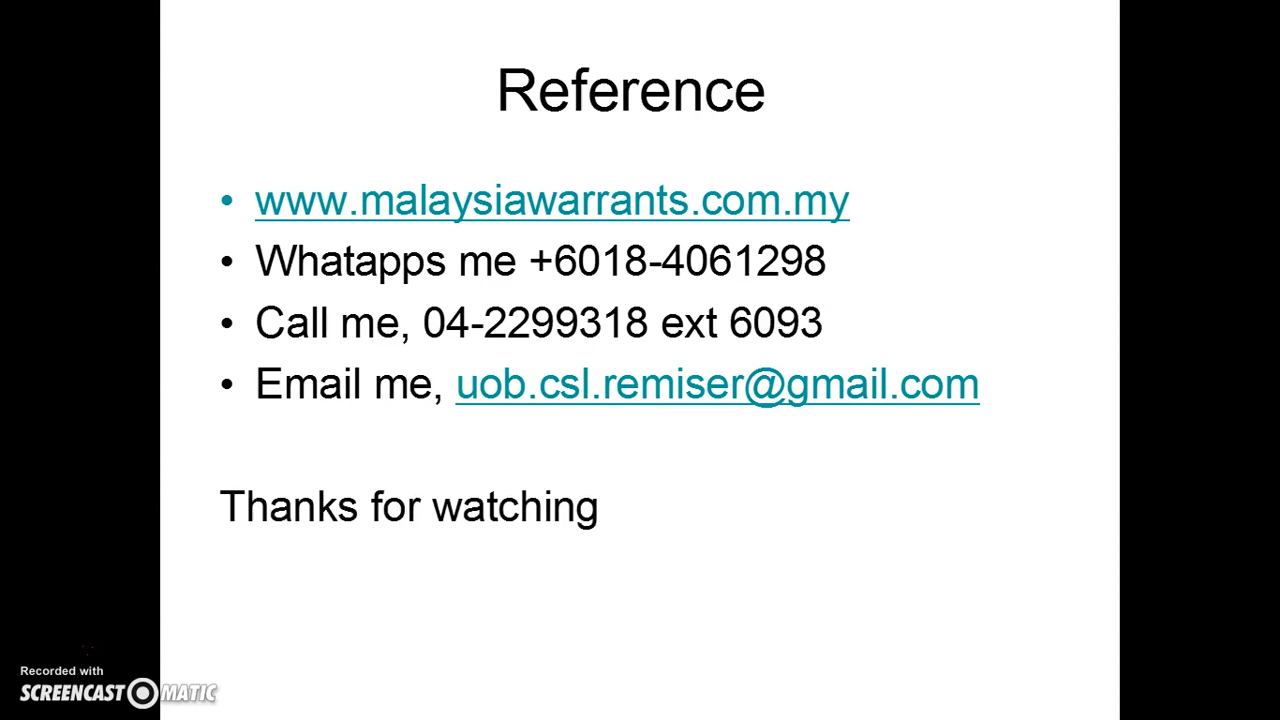 Reference
• www.malaysiawarrants.com.my
• Whatapps me +6018-4061298
• Call me, 04-2299318 ext 6093
• Email me, uob.csl.remiser@gmail.com
Thanks for watching
Recorded with
SCREENCAST MATIC